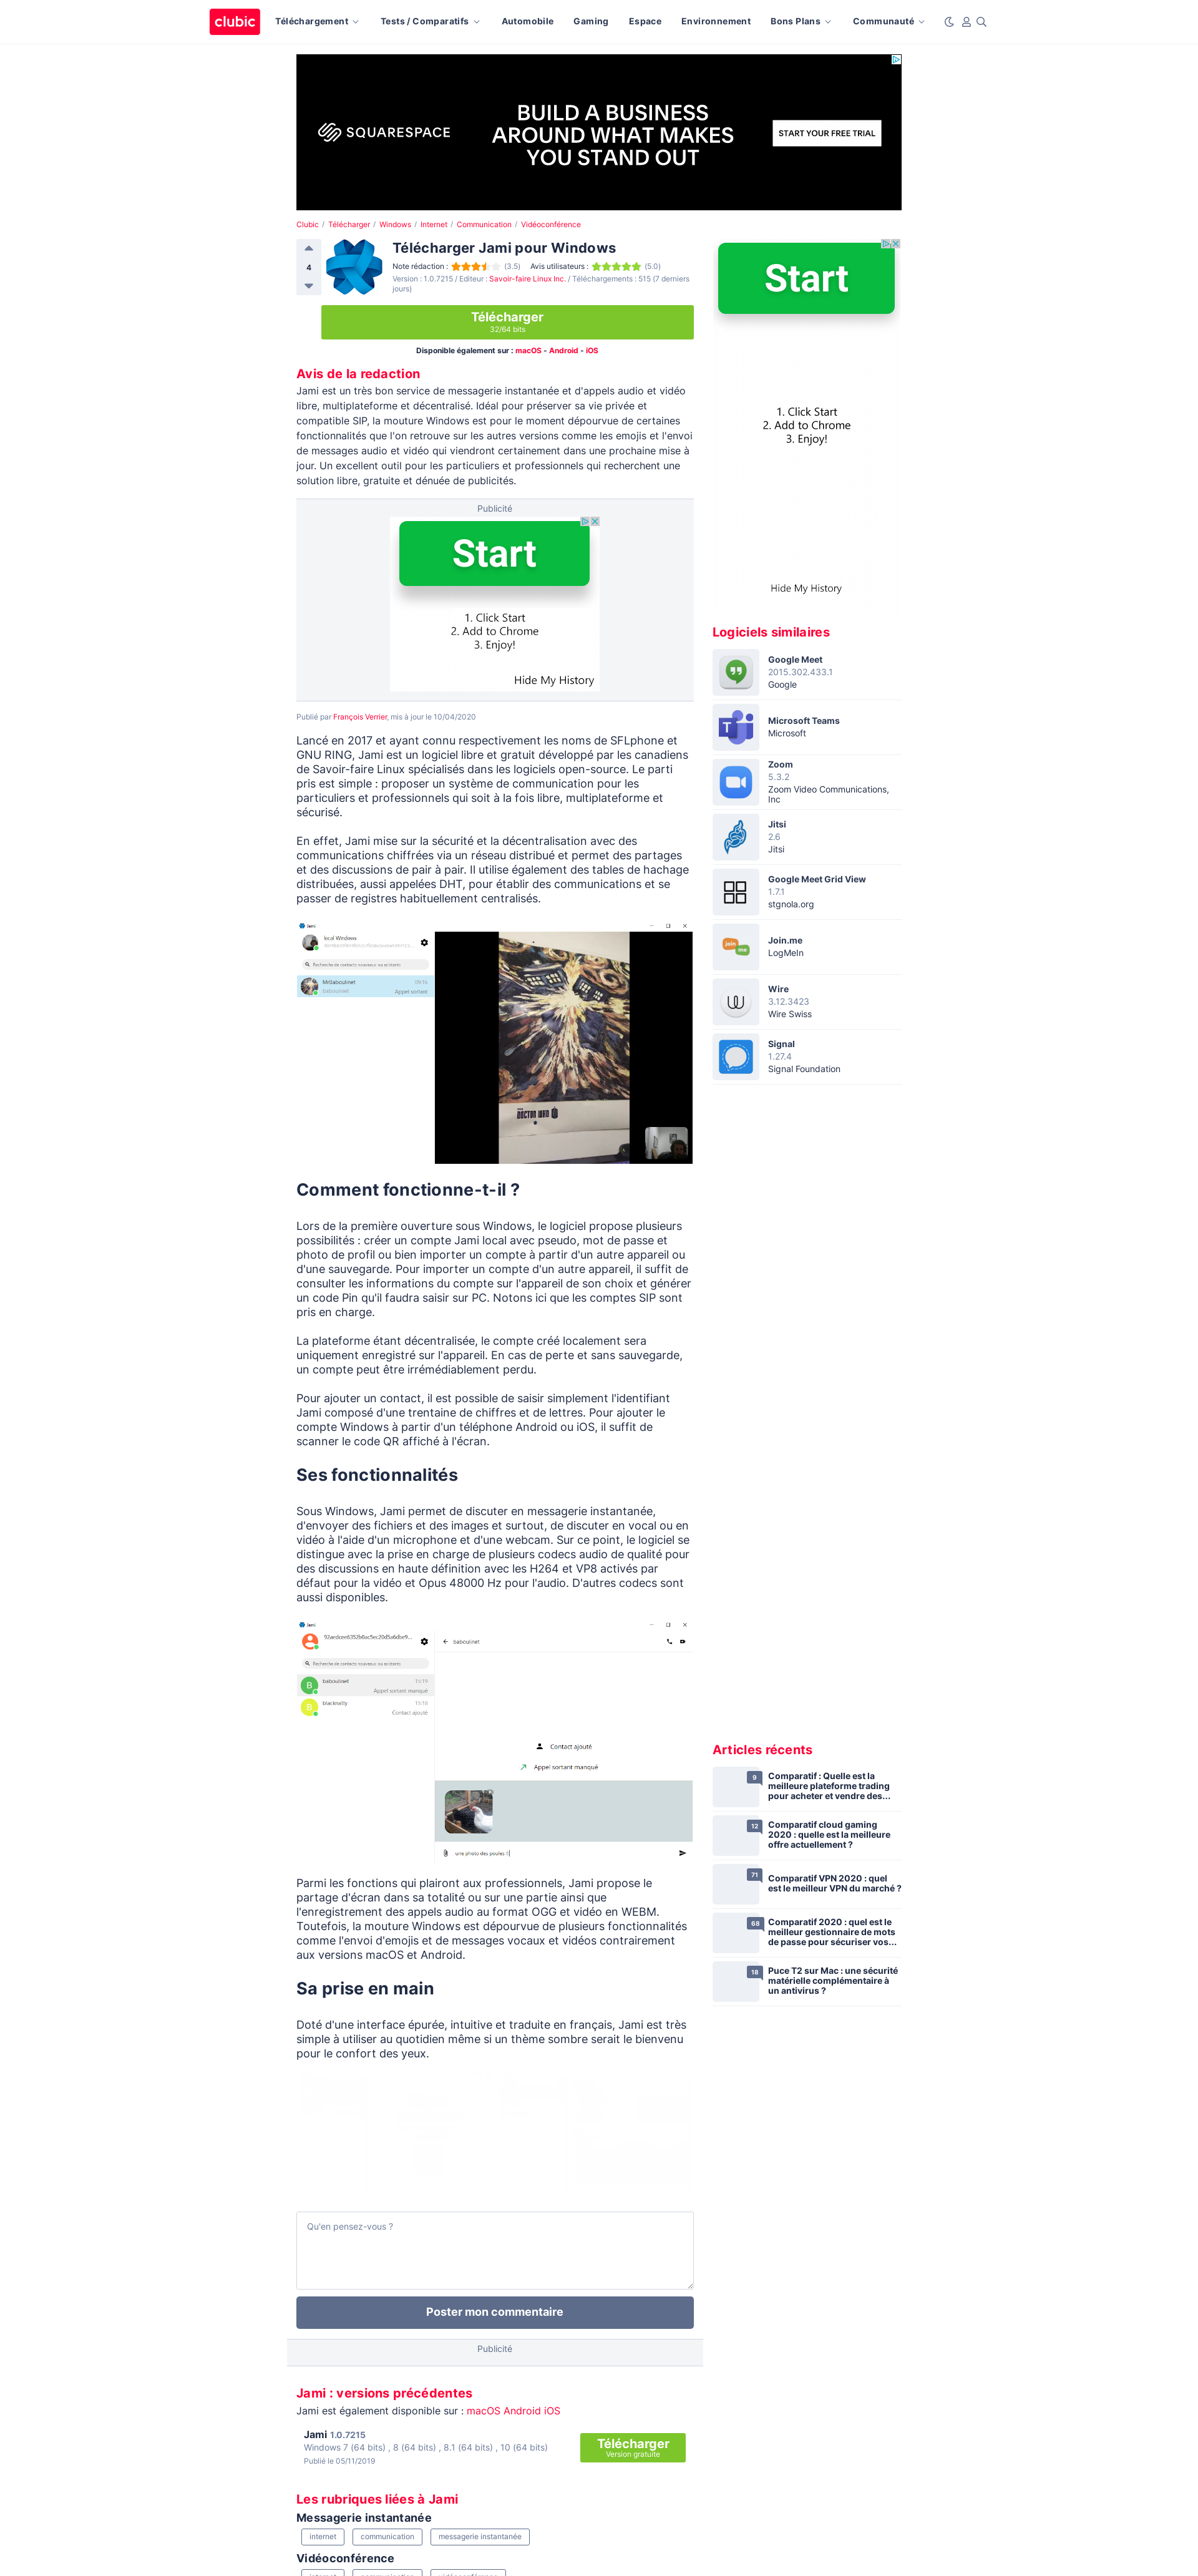 clubic
Téléchargement
Tests / Comparatifs
Automobile
Gaming
Espace
Environnement
Bons Plans
Communauté
SQUARESPACE
BUILD A BUSINESS
AROUND WHAT MAKES
YOU STAND OUT
START YOUR FREE TRIAL
Clubic / Télécharger / Windows / Internet / Communication / Vidéoconférence
4
Télécharger Jami pour Windows
Note rédaction : (3.5) Avis utilisateurs : (5.0)
Version : 1.0.7215 / Editeur : Savoir-faire Linux Inc. / Téléchargements : 515 (7 derniers
jours)
Télécharger
32/64 bits
Disponible également sur : macOS - Android - iOS
Avis de la redaction
Jami est un très bon service de messagerie instantanée et d'appels audio et vidéo
libre, multiplateforme et décentralisé. Idéal pour préserver sa vie privée et
compatible SIP, la mouture Windows est pour le moment dépourvue de certaines
fonctionnalités que l'on retrouve sur les autres versions comme les emojis et l'envoi
de messages audio et vidéo qui viendront certainement dans une prochaine mise à
jour. Un excellent outil pour les particuliers et professionnels qui recherchent une
solution libre, gratuite et dénuée de publicités.
Publicité
Start
1. Click Start
2. Add to Chrome
3. Enjoy!
Hide My History
Publié par François Verrier, mis à jour le 10/04/2020
Lancé en 2017 et ayant connu respectivement les noms de SFLphone et
GNU RING, Jami est un logiciel libre et gratuit développé par les canadiens
de Savoir-faire Linux spécialisés dans les logiciels open-source. Le parti
pris est simple : proposer un système de communication pour les
particuliers et professionnels qui soit à la fois libre, multiplateforme et
sécurisé.
En effet, Jami mise sur la sécurité et la décentralisation avec des
communications chiffrées via un réseau distribué et permet des partages
et des discussions de pair à pair. Il utilise également des tables de hachage
distribuées, aussi appelées DHT, pour établir des communications et se
passer de registres habituellement centralisés.
Jami
local Windows
Recherche de contacts nouveaux ou existants
Mrtlaboulinet
baboulinet
Appel sortant
DOCTOR WHO
Comment fonctionne-t-il ?
Lors de la première ouverture sous Windows, le logiciel propose plusieurs
possibilités : créer un compte Jami local avec pseudo, mot de passe et
photo de profil ou bien importer un compte à partir d'un autre appareil ou
d'une sauvegarde. Pour importer un compte d'un autre appareil, il suffit de
consulter les informations du compte sur l'appareil de son choix et générer
un code Pin qu'il faudra saisir sur PC. Notons ici que les comptes SIP sont
pris en charge.
La plateforme étant décentralisée, le compte créé localement sera
uniquement enregistré sur l'appareil. En cas de perte et sans sauvegarde,
un compte peut être irrémédiablement perdu.
Pour ajouter un contact, il est possible de saisir simplement l'identifiant
Jami composé d'une trentaine de chiffres et de lettres. Pour ajouter le
compte Windows à partir d'un téléphone Android ou iOS, il suffit de
scanner le code QR affiché à l'écran.
Ses fonctionnalités
Sous Windows, Jami permet de discuter en messagerie instantanée,
d'envoyer des fichiers et des images et surtout, de discuter en vocal ou en
vidéo à l'aide d'un microphone et d'une webcam. Sur ce point, le logiciel se
distingue avec la prise en charge de plusieurs codecs audio de qualité pour
des discussions en haute définition avec les H264 et VP8 activés par
défaut pour la vidéo et Opus 48000 Hz pour l'audio. D'autres codecs sont
aussi disponibles.
Jami
baboulinet
Recherche de contacts nouveaux ou existants
B baboulinet 15:19
Appel sortant manqué
B blacknelly 15:18
Contact ajouté
Contact ajouté
Appel sortant manqué
une photo des poules !
Parmi les fonctions qui plairont aux professionnels, Jami propose le
partage d'écran dans sa totalité ou sur une partie ainsi que
l'enregistrement des appels audio au format OGG et vidéo en WEBM.
Toutefois, la mouture Windows est dépourvue de plusieurs fonctionnalités
comme l'envoi d'emojis et de messages vocaux et vidéos contrairement
aux versions macOS et Android.
Sa prise en main
Doté d'une interface épurée, intuitive et traduite en français, Jami est très
simple à utiliser au quotidien même si un thème sombre serait le bienvenu
pour le confort des yeux.
Qu'en pensez-vous ?
Poster mon commentaire
Publicité
Jami : versions précédentes
Jami est également disponible sur : macOS Android iOS
Jami 1.0.7215
Windows 7 (64 bits) , 8 (64 bits) , 8.1 (64 bits) , 10 (64 bits)
Publié le 05/11/2019
Télécharger
Version gratuite
Les rubriques liées à Jami
Messagerie instantanée
internet
communication
messagerie instantanée
Vidéoconférence
Start
1. Click Start
2. Add to Chrome
3. Enjoy!
Hide My History
Logiciels similaires
Google Meet
2015.302.433.1
Google
Microsoft Teams
Microsoft
Zoom
5.3.2
Zoom Video Communications,
Inc
Jitsi
2.6
Jitsi
Google Meet Grid View
1.7.1
stgnola.org
join me
Join.me
LogMeIn
Wire
3.12.3423
Wire Swiss
Signal
1.27.4
Signal Foundation
Articles récents
9
Comparatif : Quelle est la
meilleure plateforme trading
pour acheter et vendre des...
12
Comparatif cloud gaming
2020 : quelle est la meilleure
offre actuellement ?
71
Comparatif VPN 2020 : quel
est le meilleur VPN du marché ?
68
Comparatif 2020 : quel est le
meilleur gestionnaire de mots
de passe pour sécuriser vos...
18
Puce T2 sur Mac : une sécurité
matérielle complémentaire à
un antivirus ?